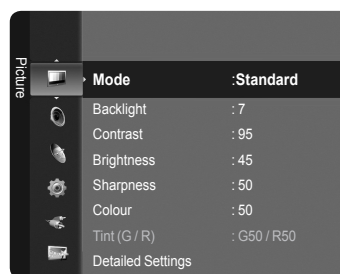 Picture
Mode :Standard
Backlight : 7
Contrast : 95
Brightness : 45
Sharpness : 50
Colour : 50
Tint (G / R) : G50 / R50
Detailed Settings